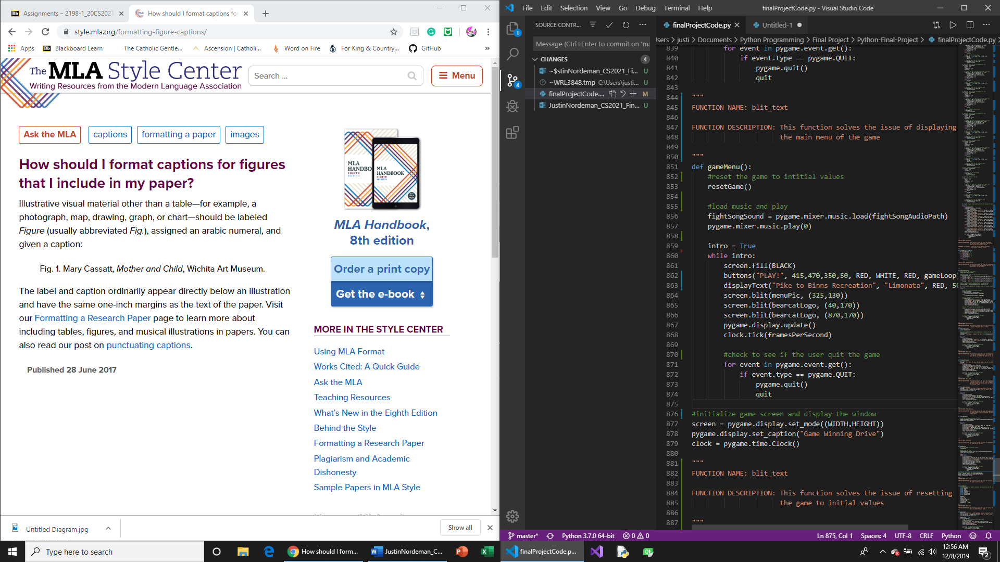 Assignments – 2198-1_20CS2021
How should I format captions for
style.mla.org/formatting-figure-captions/
Apps
Blackboard Learn
The Catholic Gentle...
Ascension | Catholi...
Word on Fire
For King & Country...
GitHub
»
The MLA Style Center
Writing Resources from the Modern Language Association
Search ...
Menu
Ask the MLA
captions
formatting a paper
images
How should I format captions for figures
that I include in my paper?
Illustrative visual material other than a table—for example, a
photograph, map, drawing, graph, or chart—should be labeled
Figure (usually abbreviated Fig.), assigned an arabic numeral, and
given a caption:
Fig. 1. Mary Cassatt, Mother and Child, Wichita Art Museum.
The label and caption ordinarily appear directly below an illustration
and have the same one-inch margins as the text of the paper. Visit
our Formatting a Research Paper page to learn more about
including tables, figures, and musical illustrations in papers. You can
also read our post on punctuating captions.
Published 28 June 2017
MLA HANDBOOK EIGHTH EDITION
MLA Handbook,
8th edition
Order a print copy
Get the e-book
MORE IN THE STYLE CENTER
Using MLA Format
Works Cited: A Quick Guide
Ask the MLA
Teaching Resources
What's New in the Eighth Edition
Behind the Style
Formatting a Research Paper
Plagiarism and Academic
Dishonesty
Sample Papers in MLA Style
Untitled Diagram.jpg
Show all
File Edit Selection View Go Debug Terminal Help
finalProjectCode.py - Visual Studio Code
SOURCE CONTR...
Message (Ctrl+Enter to commit on 'ma
CHANGES 4
~$stinNordeman_CS2021_Fi... U
~WRL3848.tmp C:\Users\justi... U
finalProjectCode.... M
JustinNordeman_CS2021_Fin... U
finalProjectCode.py
Untitled-1
sers > justi > Documents > Python Programming > Final Project > Python-Final-Project > finalProjectCode.py >
839 for event in pygame.event.get():
840 if event.type == pygame.QUIT:
841 pygame.quit()
842 quit
843
844 """
845 FUNCTION NAME: blit_text
846
847 FUNCTION DESCRIPTION: This function solves the issue of displaying
848 the main menu of the game
849
850 """
851 def gameMenu():
852 #reset the game to intitial values
853 resetGame()
854
855 #load music and play
856 fightSongSound = pygame.mixer.music.load(fightSongAudioPath)
857 pygame.mixer.music.play(0)
858
859 intro = True
860 while intro:
861 screen.fill(BLACK)
862 buttons("PLAY!", 415,470,350,50, RED, WHITE, RED, gameLoop)
863 displayText("Pike to Binns Recreation", "Limonata", RED, 50
864 screen.blit(menuPic, (325,130))
865 screen.blit(bearcatLogo, (40,170))
866 screen.blit(bearcatLogo, (870,170))
867 pygame.display.update()
868 clock.tick(framesPerSecond)
869
870 #check to see if the user quit the game
871 for event in pygame.event.get():
872 if event.type == pygame.QUIT:
873 pygame.quit()
874 quit
875
876 #initialize game screen and display the window
877 screen = pygame.display.set_mode((WIDTH,HEIGHT))
878 pygame.display.set_caption("Game Winning Drive")
879 clock = pygame.time.Clock()
880
881 """
882 FUNCTION NAME: blit_text
883
884 FUNCTION DESCRIPTION: This function solves the issue of resetting
885 the game to initial values
886
887 """
master* Python 3.7.0 64-bit 0 0
Ln 875, Col 1 Spaces: 4 UTF-8 CRLF Python
Type here to search
How should I form...
JustinNordeman_C...
finalProjectCode.p...
12:56 AM
12/8/2019
2